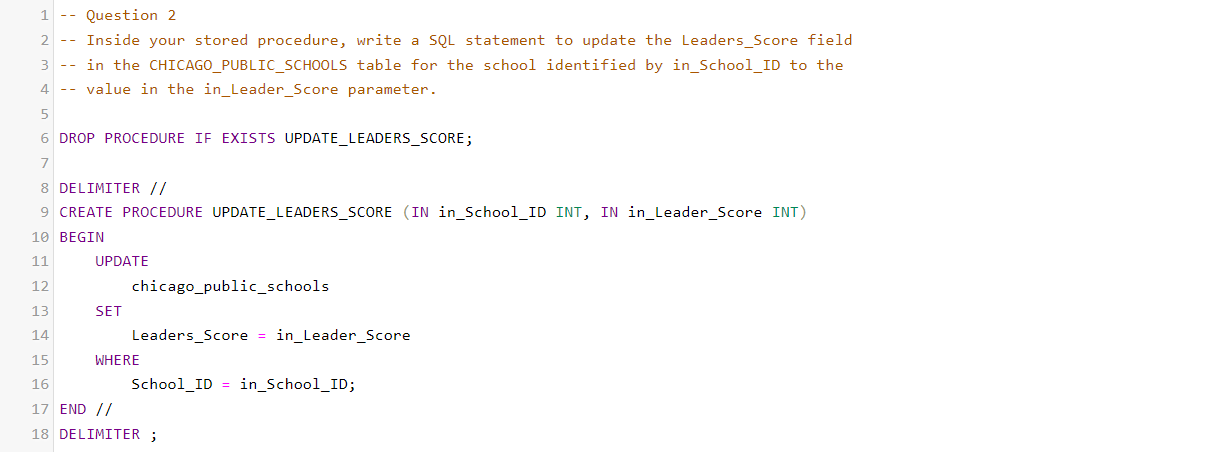 1 -- Question 2
2 -- Inside your stored procedure, write a SQL statement to update the Leaders_Score field
3 -- in the CHICAGO_PUBLIC_SCHOOLS table for the school identified by in_School_ID to the
4 -- value in the in_Leader_Score parameter.
5
6 DROP PROCEDURE IF EXISTS UPDATE_LEADERS_SCORE;
7
8 DELIMITER //
9 CREATE PROCEDURE UPDATE_LEADERS_SCORE (IN in_School_ID INT, IN in_Leader_Score INT)
10 BEGIN
11     UPDATE
12         chicago_public_schools
13     SET
14         Leaders_Score = in_Leader_Score
15     WHERE
16         School_ID = in_School_ID;
17 END //
18 DELIMITER ;